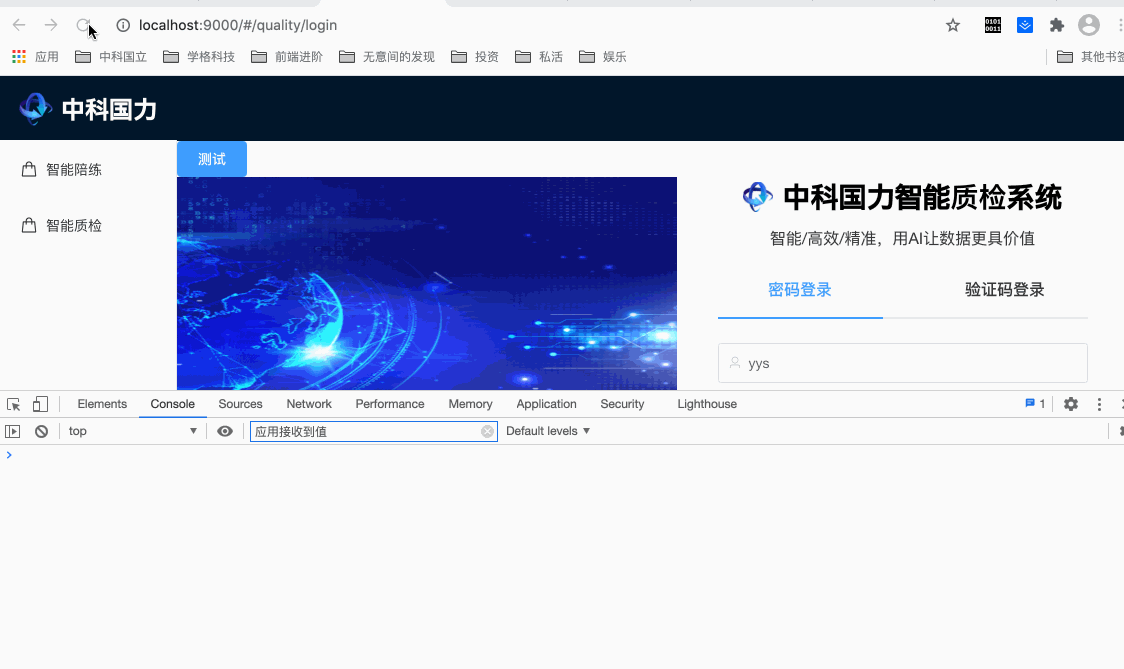 localhost:9000/#/quality/login
应用 中科国立 学格科技 前端进阶 无意间的发现 投资 私活 娱乐 其他书签
中科国力
智能陪练
智能质检
测试
中科国力智能质检系统
智能/高效/精准，用AI让数据更具价值
密码登录 验证码登录
yys
Elements Console Sources Network Performance Memory Application Security Lighthouse 1
top 应用接收到值 Default levels